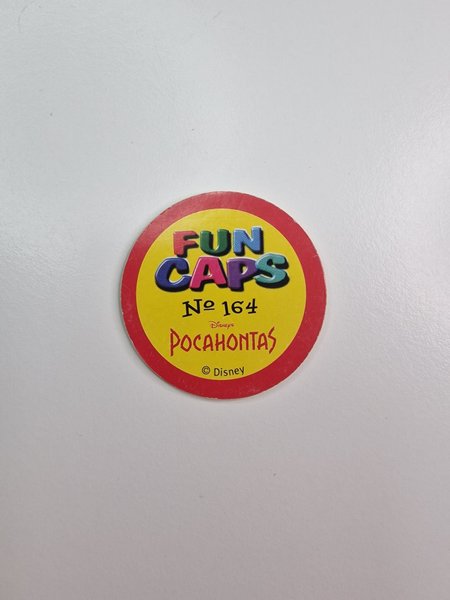 FUN
CAPS
Nº 164
Disney's
POCAHONTAS
© Disney